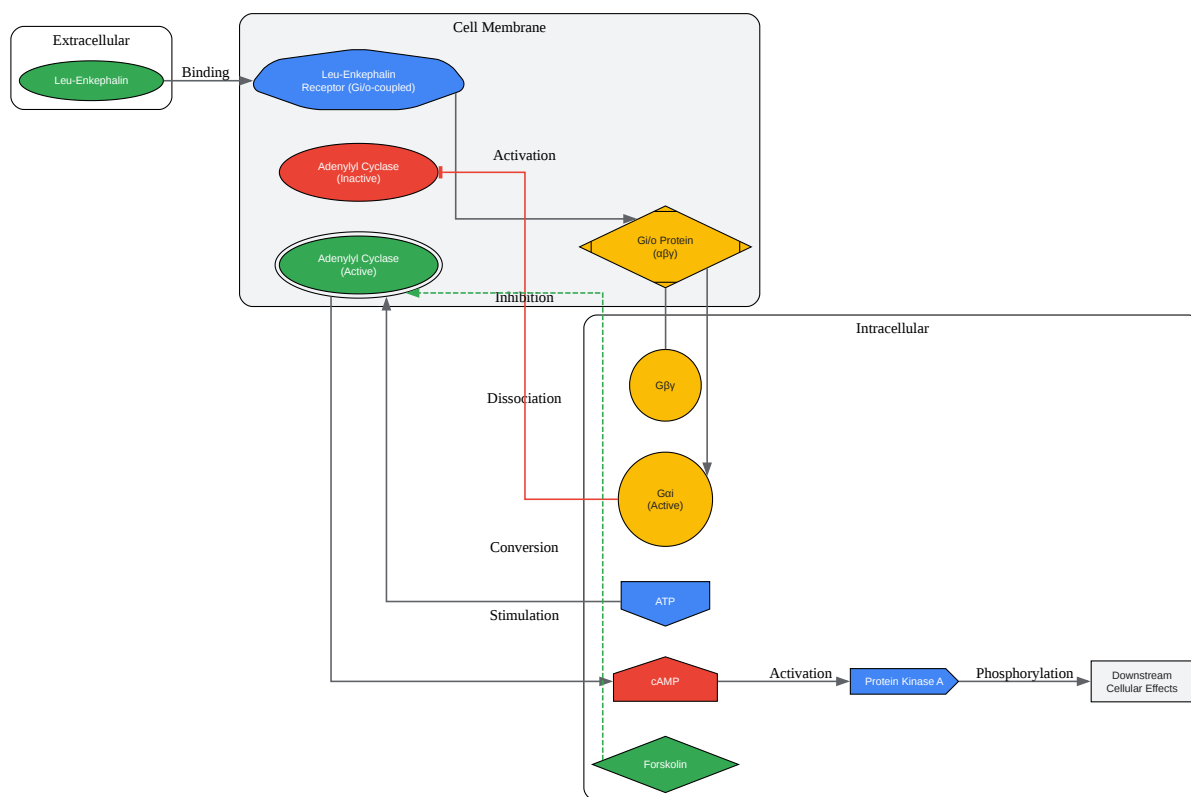 Cell Membrane
Extracellular
Leu-Enkephalin
Binding
Leu-Enkephalin
Receptor (Gi/o-coupled)
Adenylyl Cyclase
(Inactive)
Activation
Adenylyl Cyclase
(Active)
Gi/o Protein
(αβγ)
Inhibition
Intracellular
Gβγ
Dissociation
Gαi
(Active)
Conversion
ATP
Stimulation
cAMP
Activation
Protein Kinase A
Phosphorylation
Downstream
Cellular Effects
Forskolin